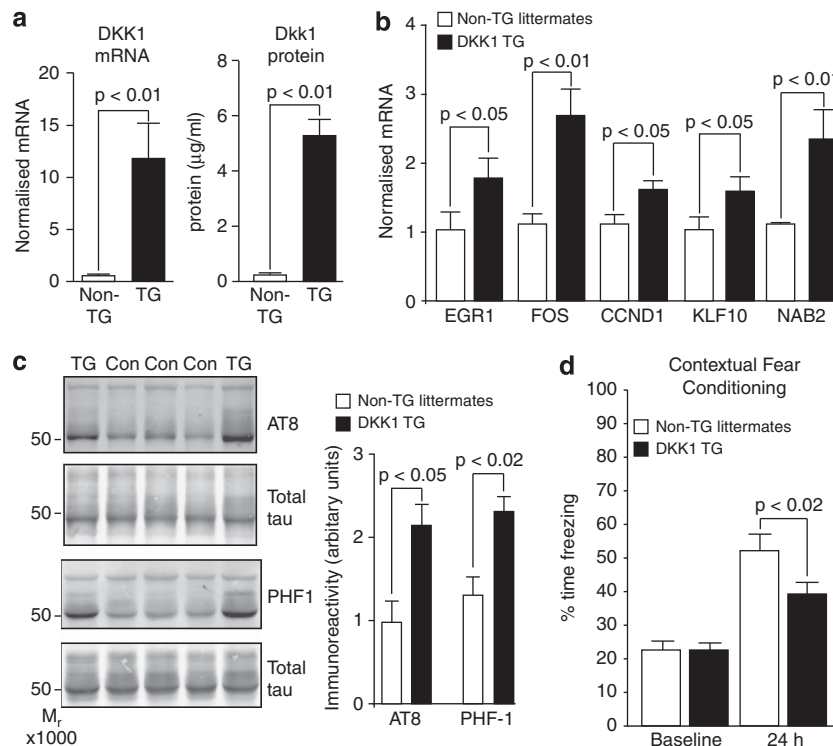 a
DKK1
mRNA
Normalised mRNA
15
10
5
0
p < 0.01
Non-
TG
TG
Dkk1
protein
protein (µg/ml)
6
4
2
0
p < 0.01
Non-
TG
TG
b
Non-TG littermates
DKK1 TG
Normalised mRNA
4
3
2
1
0
p < 0.05
p < 0.01
p < 0.05
p < 0.05
p < 0.01
EGR1 FOS CCND1 KLF10 NAB2
c
TG Con Con Con TG
50
AT8
50
Total
tau
50
PHF1
50
Total
tau
Mr
x1000
Non-TG littermates
DKK1 TG
Immunoreactivity (arbitary units)
3
2
1
0
p < 0.05
p < 0.02
AT8 PHF-1
d
Contextual Fear
Conditioning
Non-TG littermates
DKK1 TG
% time freezing
100
90
80
70
60
50
40
30
20
10
0
p < 0.02
Baseline 24 h